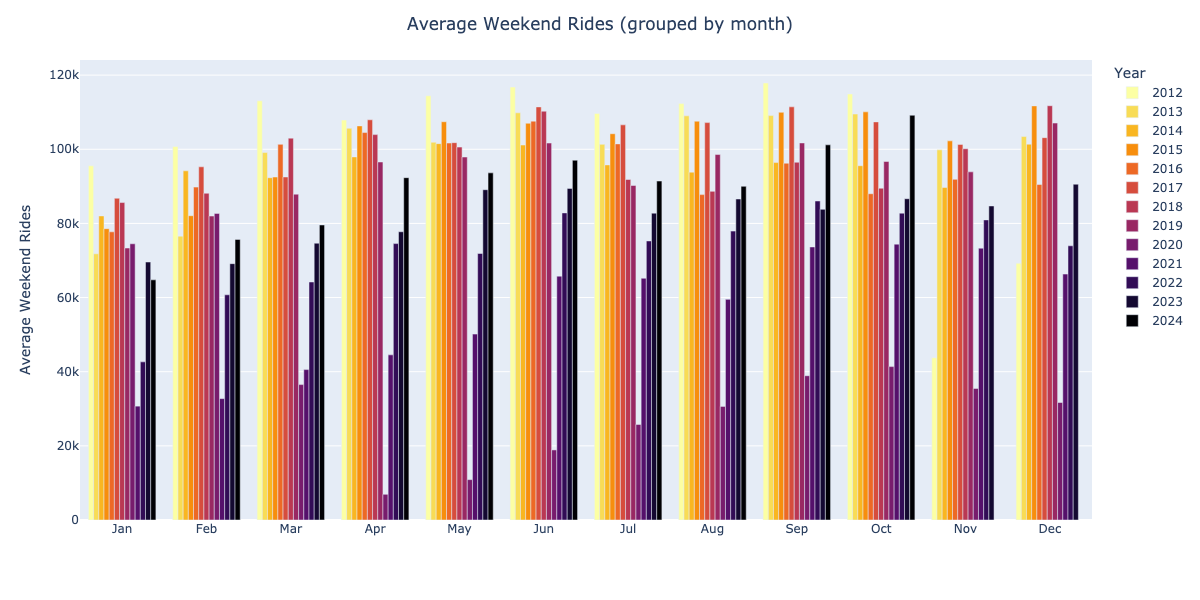 Average Weekend Rides (grouped by month)
Average Weekend Rides
120k
100k
80k
60k
40k
20k
0
Jan Feb Mar Apr May Jun Jul Aug Sep Oct Nov Dec
Year
2012
2013
2014
2015
2016
2017
2018
2019
2020
2021
2022
2023
2024